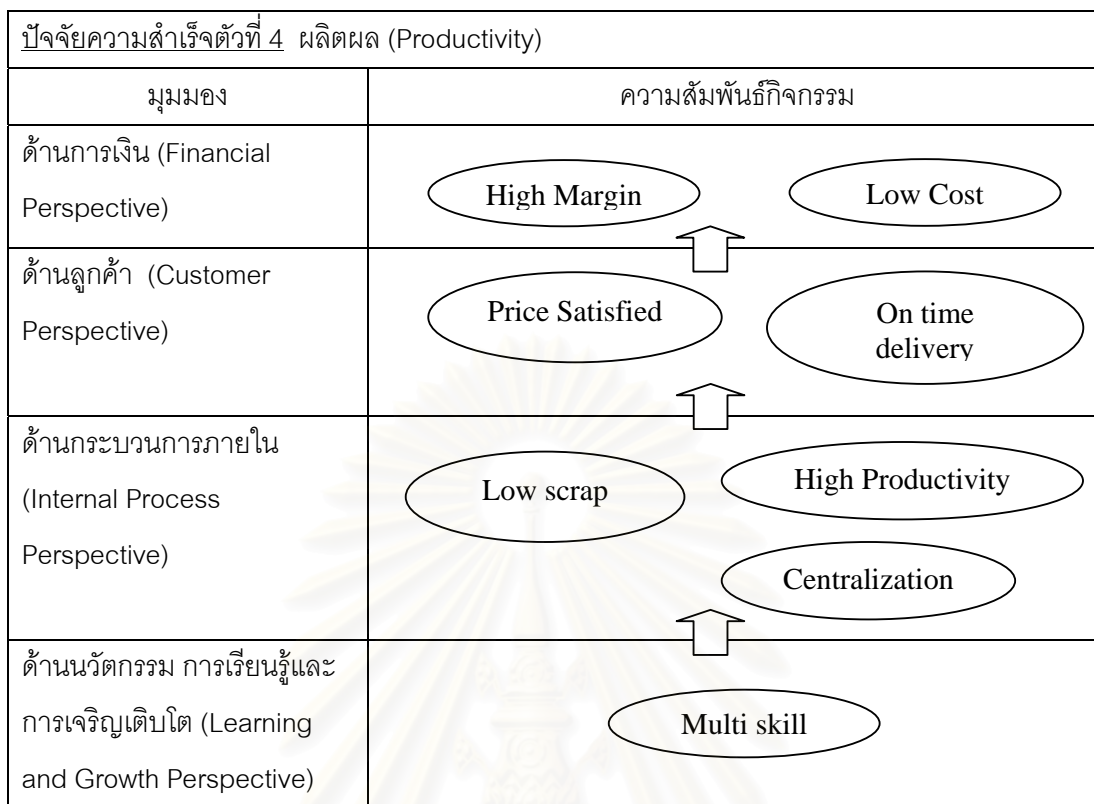 ปัจจัยความสำเร็จตัวที่ 4 ผลิตผล (Productivity)
มุมมอง
ความสัมพันธ์กิจกรรม
ด้านการเงิน (Financial
Perspective)
High Margin
Low Cost
ด้านลูกค้า (Customer
Perspective)
Price Satisfied
On time
delivery
ด้านกระบวนการภายใน
(Internal Process
Perspective)
Low scrap
High Productivity
Centralization
ด้านนวัตกรรม การเรียนรู้และ
การเจริญเติบโต (Learning
and Growth Perspective)
Multi skill